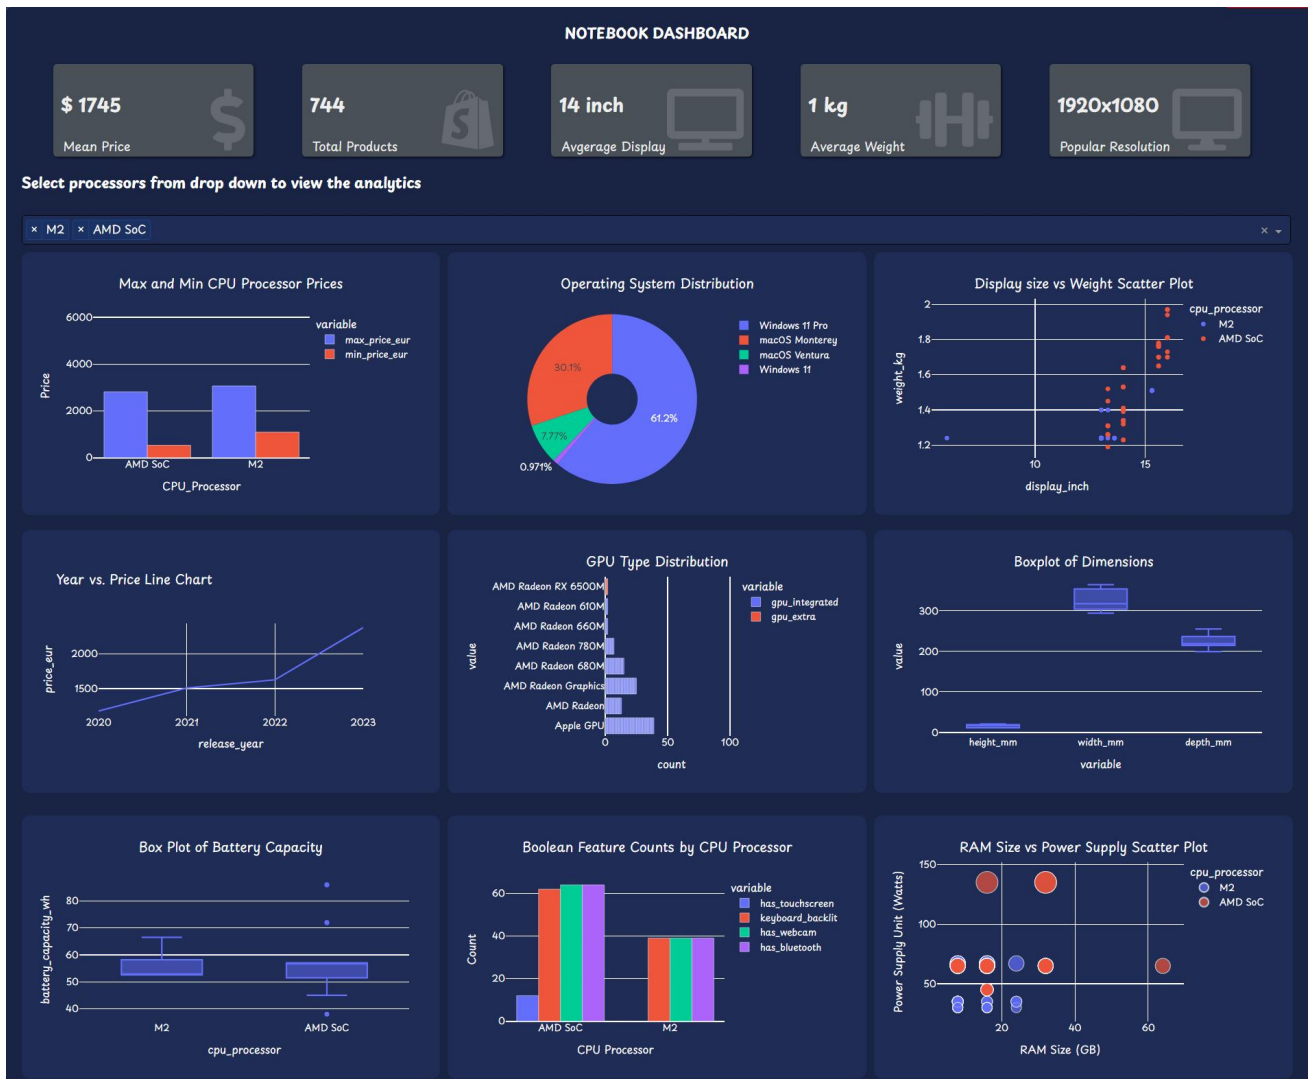 NOTEBOOK DASHBOARD
$ 1745
Mean Price
744
Total Products
14 inch
Avgerage Display
1 kg
Average Weight
1920x1080
Popular Resolution
Select processors from drop down to view the analytics
× M2 × AMD SoC
×
Max and Min CPU Processor Prices
6000
4000
2000
0
Price
AMD SoC M2
CPU_Processor
variable
max_price_eur
min_price_eur
Operating System Distribution
61.2%
30.1%
7.77%
0.971%
Windows 11 Pro
macOS Monterey
macOS Ventura
Windows 11
Display size vs Weight Scatter Plot
2
1.8
1.6
1.4
1.2
weight_kg
10 15
display_inch
cpu_processor
M2
AMD SoC
Year vs. Price Line Chart
2000
1500
price_eur
2020 2021 2022 2023
release_year
GPU Type Distribution
AMD Radeon RX 6500M
AMD Radeon 610M
AMD Radeon 660M
AMD Radeon 780M
AMD Radeon 680M
AMD Radeon Graphics
AMD Radeon
Apple GPU
value
0 50 100
count
variable
gpu_integrated
gpu_extra
Boxplot of Dimensions
300
200
100
0
value
height_mm width_mm depth_mm
variable
Box Plot of Battery Capacity
80
70
60
50
40
battery_capacity_wh
M2 AMD SoC
cpu_processor
Boolean Feature Counts by CPU Processor
60
40
20
0
Count
AMD SoC M2
CPU Processor
variable
has_touchscreen
keyboard_backlit
has_webcam
has_bluetooth
RAM Size vs Power Supply Scatter Plot
150
100
50
Power Supply Unit (Watts)
20 40 60
RAM Size (GB)
cpu_processor
M2
AMD SoC